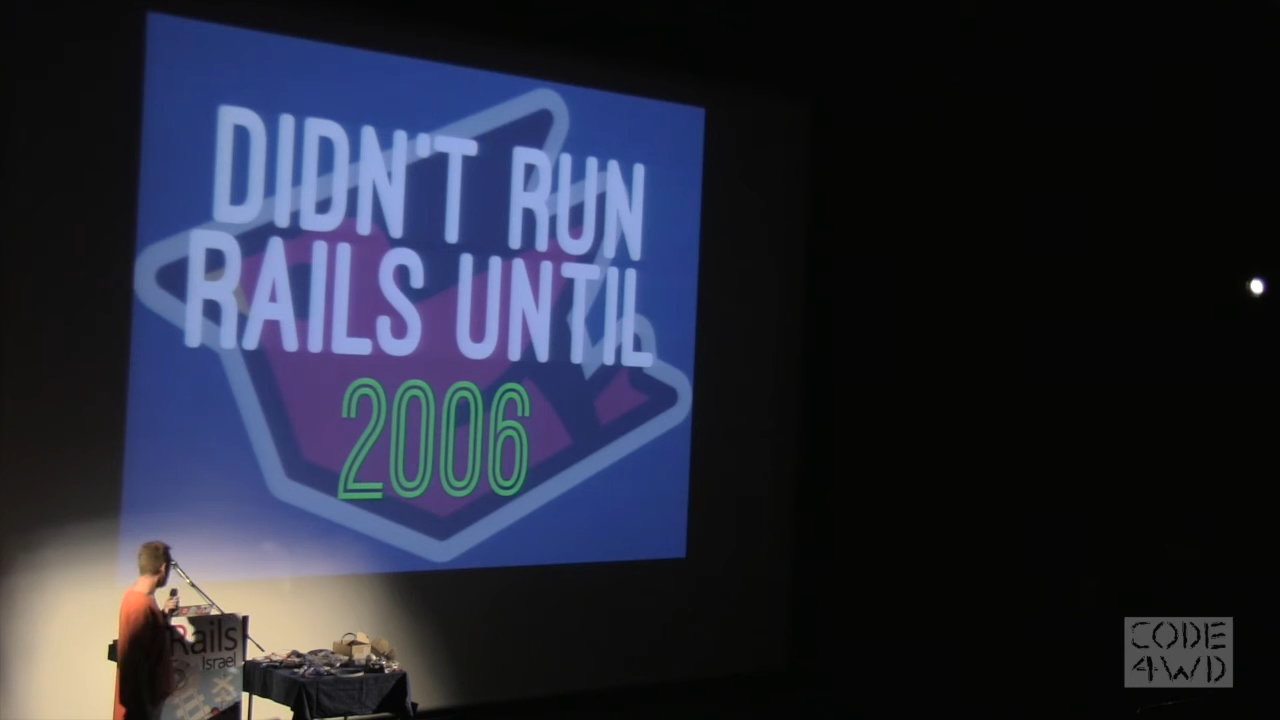 DIDN'T RUN
RAILS UNTIL
2006
Rails
Israel
CODE
4WD